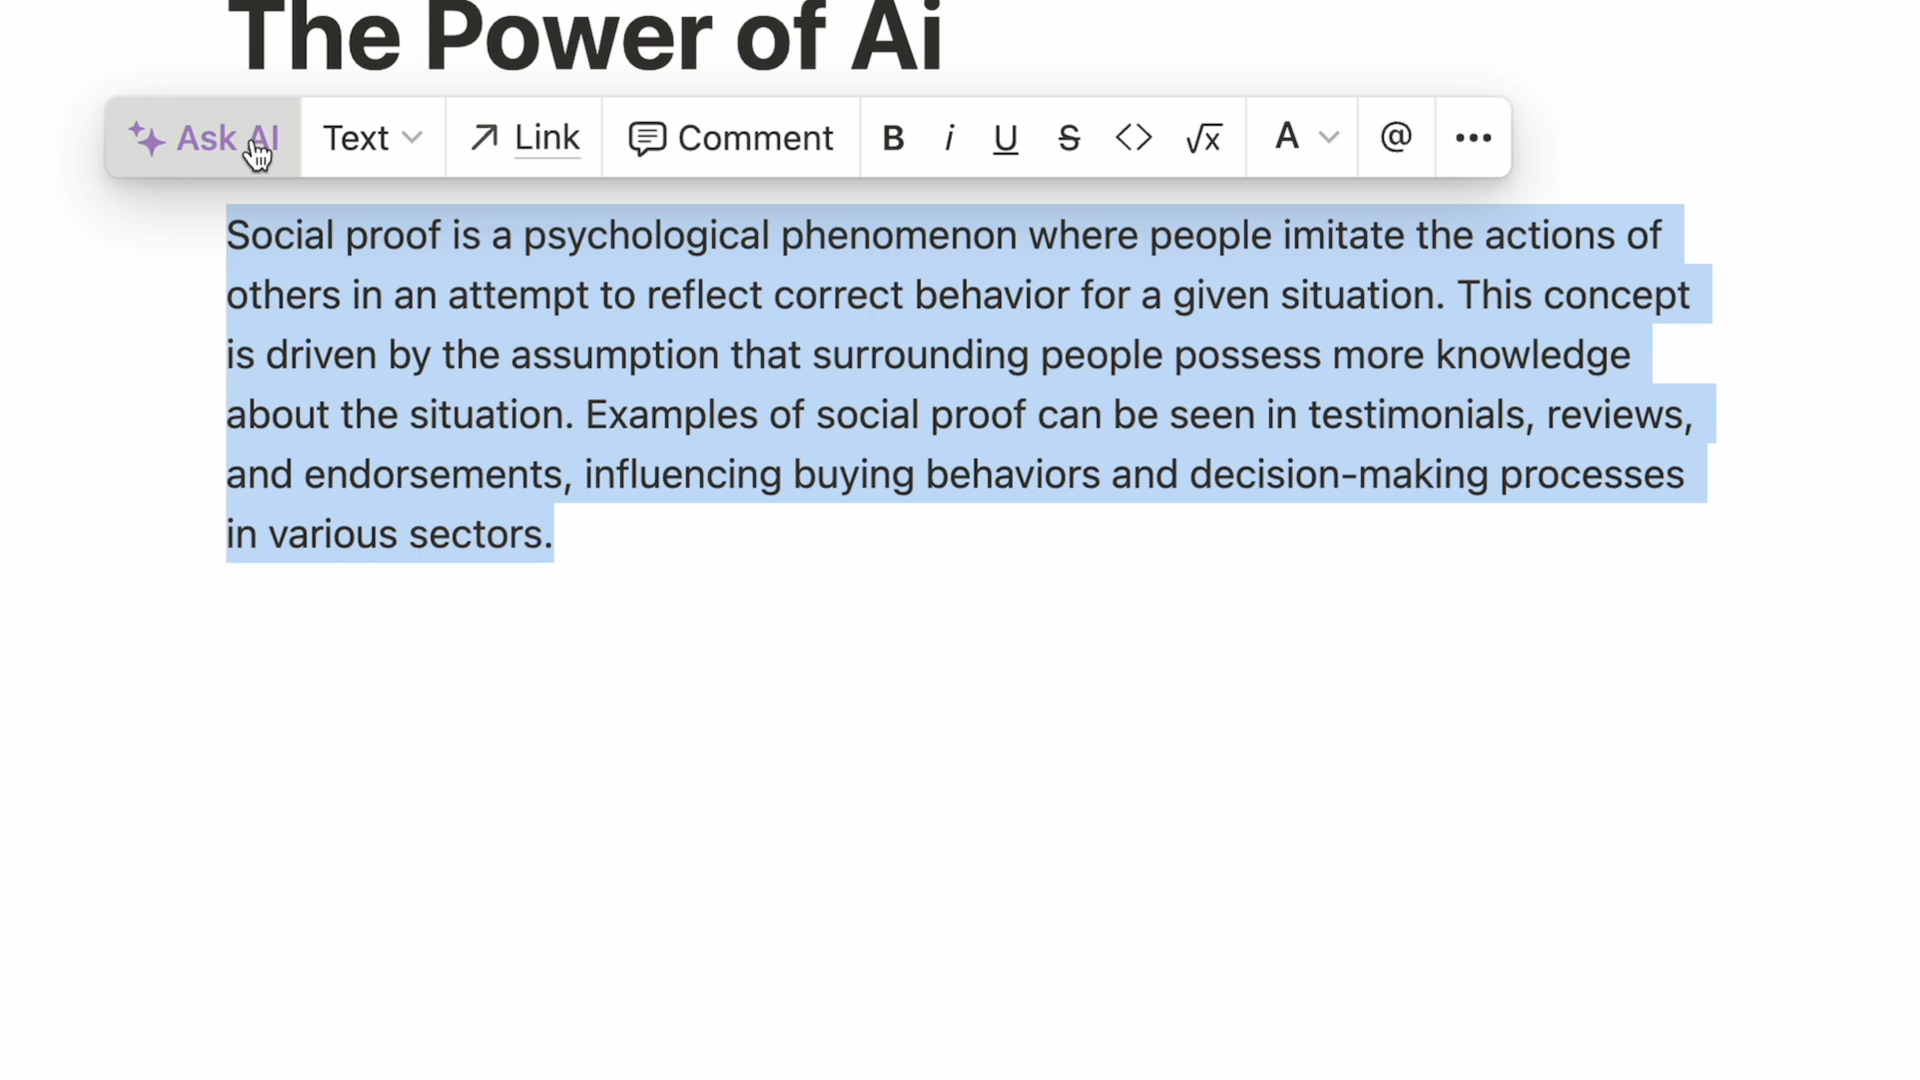 The Power of Ai
Ask AI Text Link Comment B i U S <> √x A @ •••
Social proof is a psychological phenomenon where people imitate the actions of
others in an attempt to reflect correct behavior for a given situation. This concept
is driven by the assumption that surrounding people possess more knowledge
about the situation. Examples of social proof can be seen in testimonials, reviews,
and endorsements, influencing buying behaviors and decision-making processes
in various sectors.